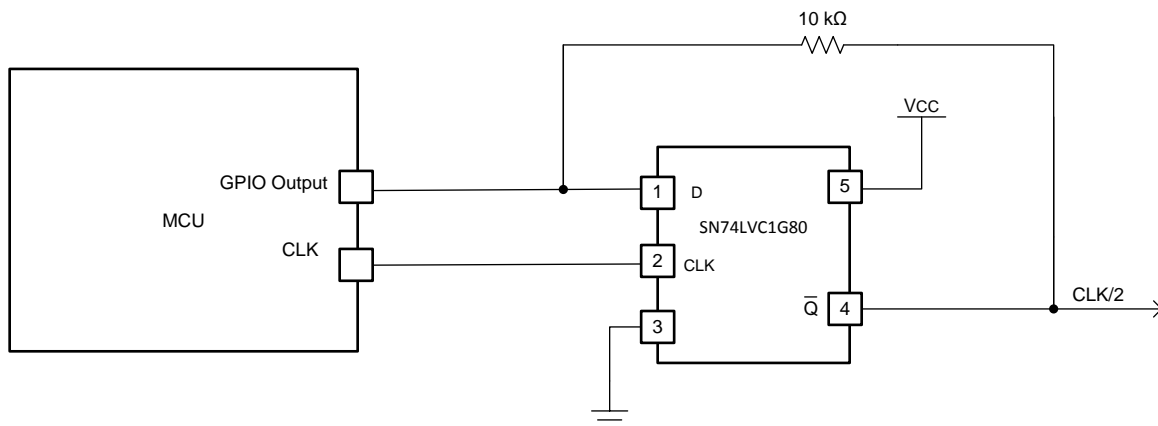 10 kΩ
VCC
GPIO Output
1
D
5
MCU
SN74LVC1G80
CLK
2
CLK
Q̅
4
CLK/2
3